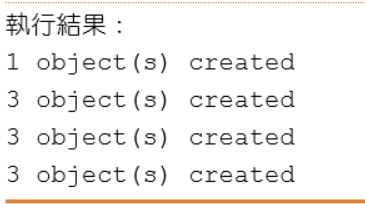 執行結果：
1 object(s) created
3 object(s) created
3 object(s) created
3 object(s) created